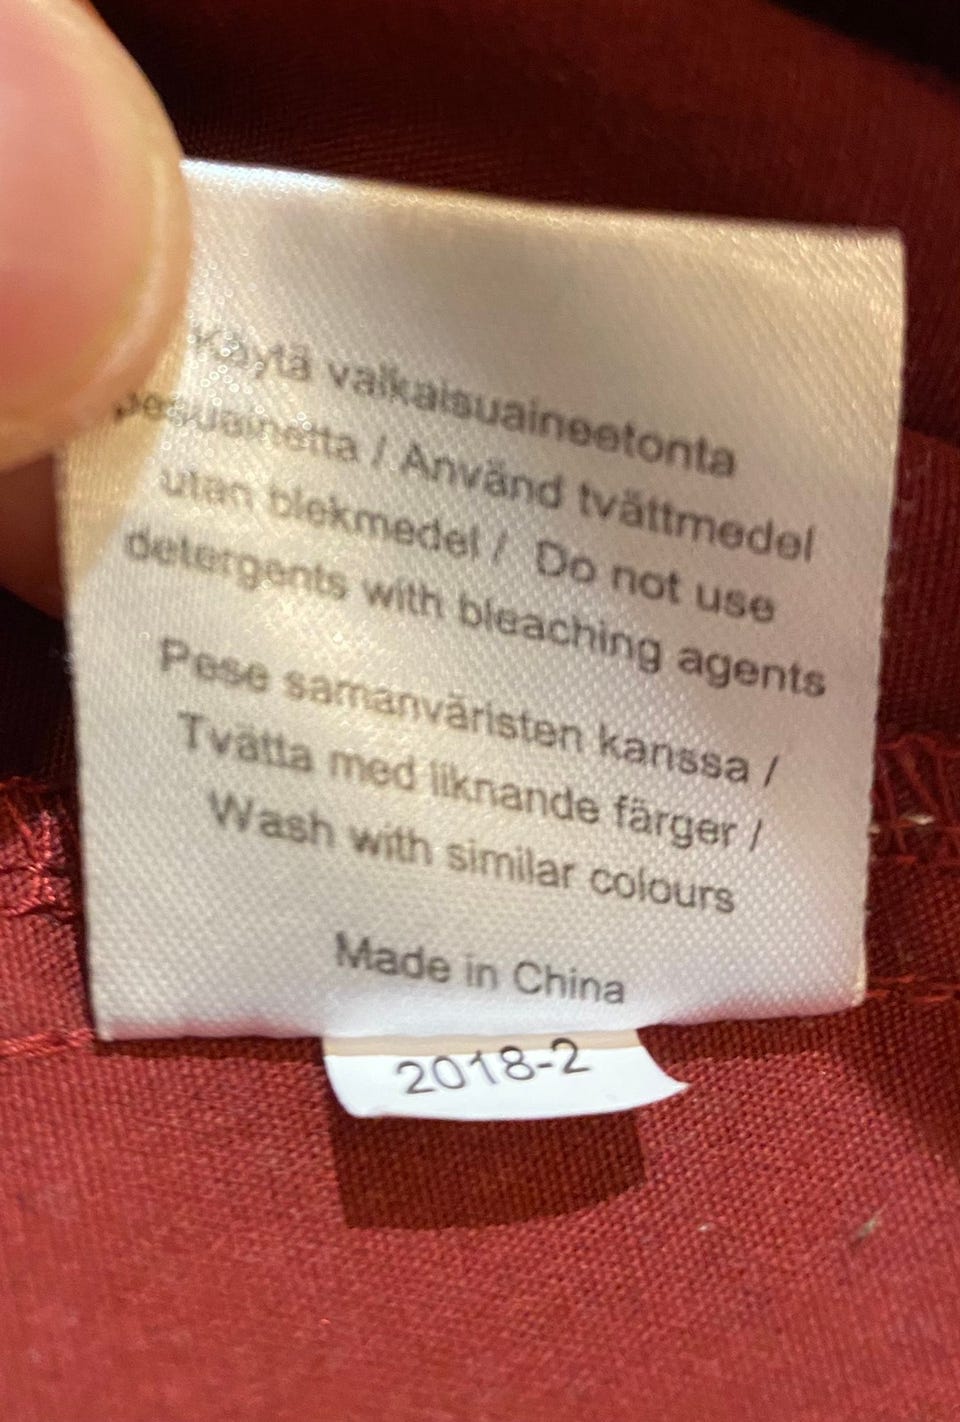 Käytä valkaisuaineetonta
pesuainetta / Använd tvättmedel
utan blekmedel / Do not use
detergents with bleaching agents
Pese samanväristen kanssa /
Tvätta med liknande färger /
Wash with similar colours
Made in China
2018-2